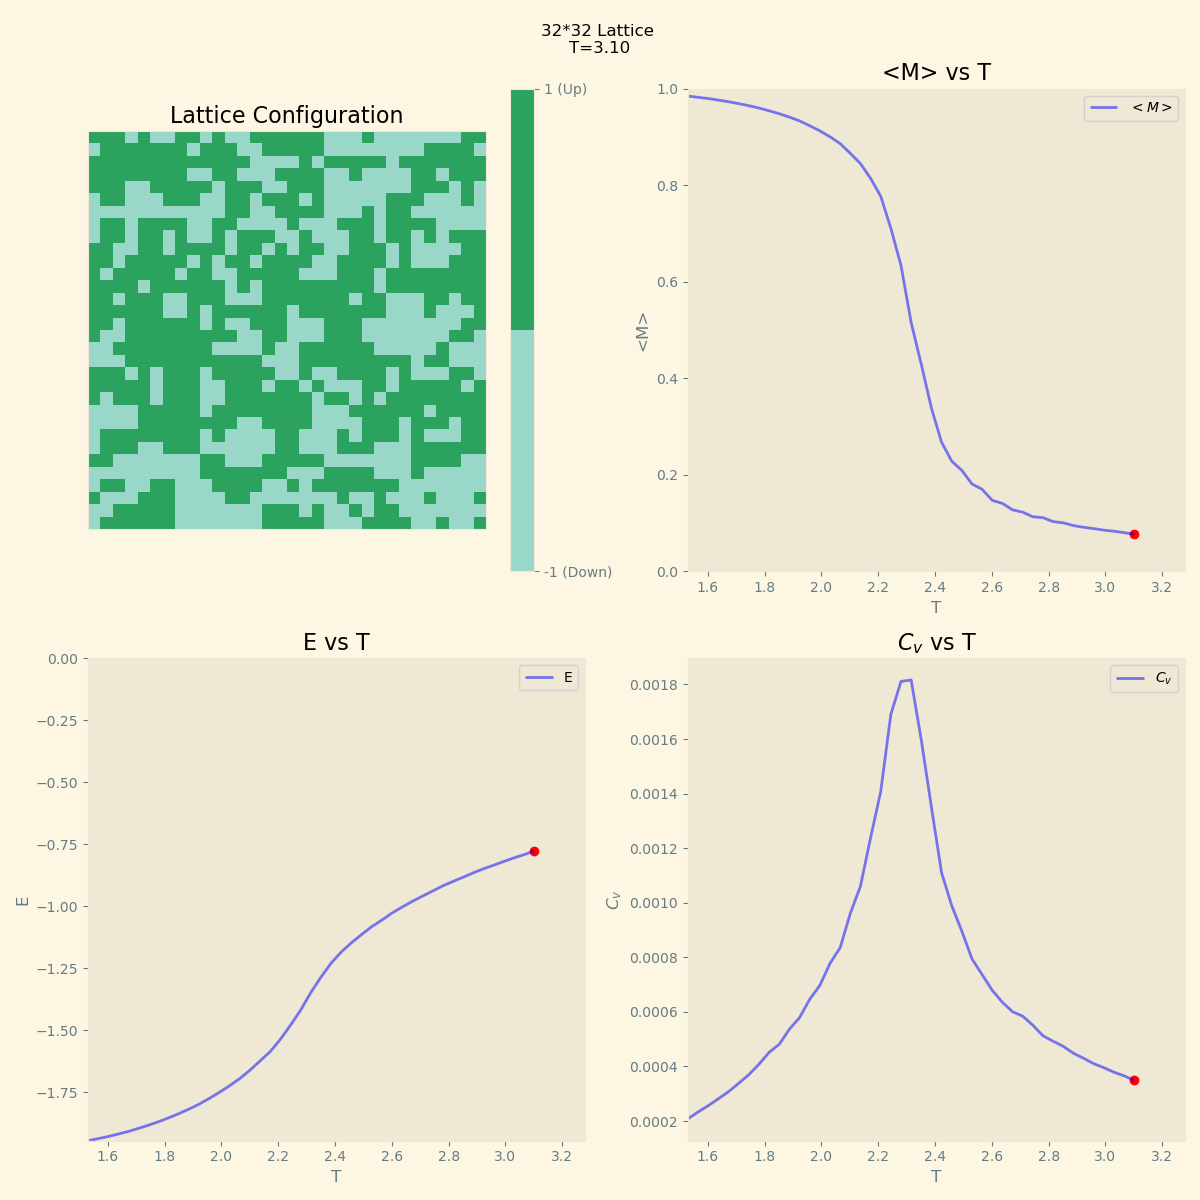 32*32 Lattice
T=3.10
Lattice Configuration
1 (Up)
-1 (Down)
<M> vs T
<M>
1.0
0.8
0.6
0.4
0.2
0.0
<M>
1.6 1.8 2.0 2.2 2.4 2.6 2.8 3.0 3.2
T
E vs T
E
0.00
−0.25
−0.50
−0.75
−1.00
−1.25
−1.50
−1.75
E
1.6 1.8 2.0 2.2 2.4 2.6 2.8 3.0 3.2
T
Cv vs T
Cv
0.0018
0.0016
0.0014
0.0012
0.0010
0.0008
0.0006
0.0004
0.0002
Cv
1.6 1.8 2.0 2.2 2.4 2.6 2.8 3.0 3.2
T